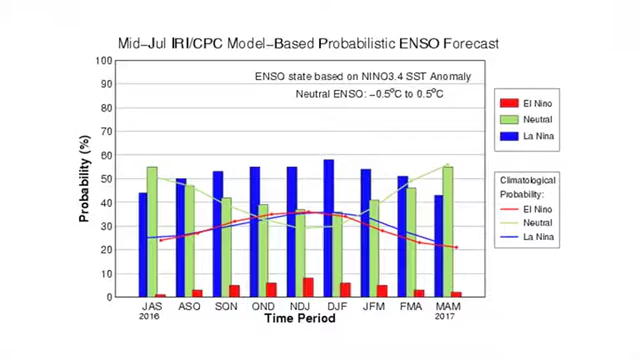 Mid-Jul IRI/CPC Model-Based Probabilistic ENSO Forecast
ENSO state based on NINO3.4 SST Anomaly
Neutral ENSO: -0.5°C to 0.5°C
Probability (%)
100
90
80
70
60
50
40
30
20
10
0
JAS ASO SON OND NDJ DJF JFM FMA MAM
2016 2017
Time Period
El Nino
Neutral
La Nina
Climatological
Probability:
El Nino
Neutral
La Nina